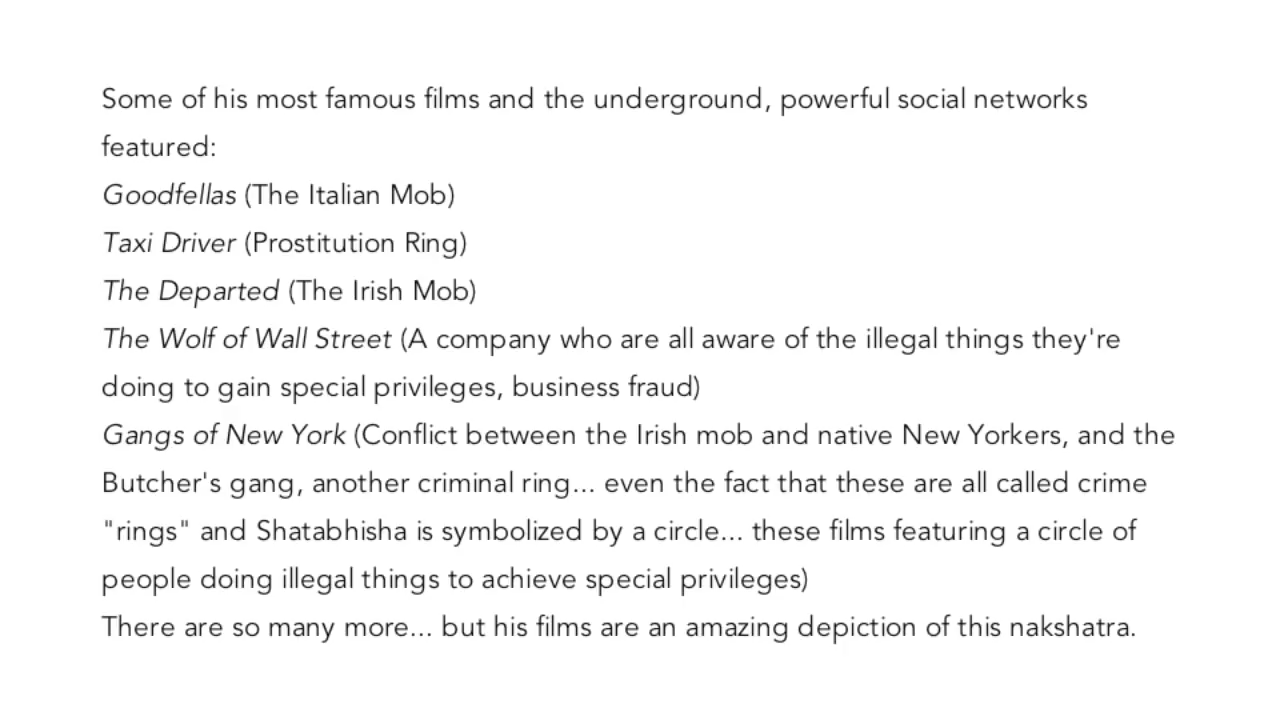 Some of his most famous films and the underground, powerful social networks
featured:
Goodfellas (The Italian Mob)
Taxi Driver (Prostitution Ring)
The Departed (The Irish Mob)
The Wolf of Wall Street (A company who are all aware of the illegal things they're
doing to gain special privileges, business fraud)
Gangs of New York (Conflict between the Irish mob and native New Yorkers, and the
Butcher's gang, another criminal ring... even the fact that these are all called crime
"rings" and Shatabhisha is symbolized by a circle... these films featuring a circle of
people doing illegal things to achieve special privileges)
There are so many more... but his films are an amazing depiction of this nakshatra.